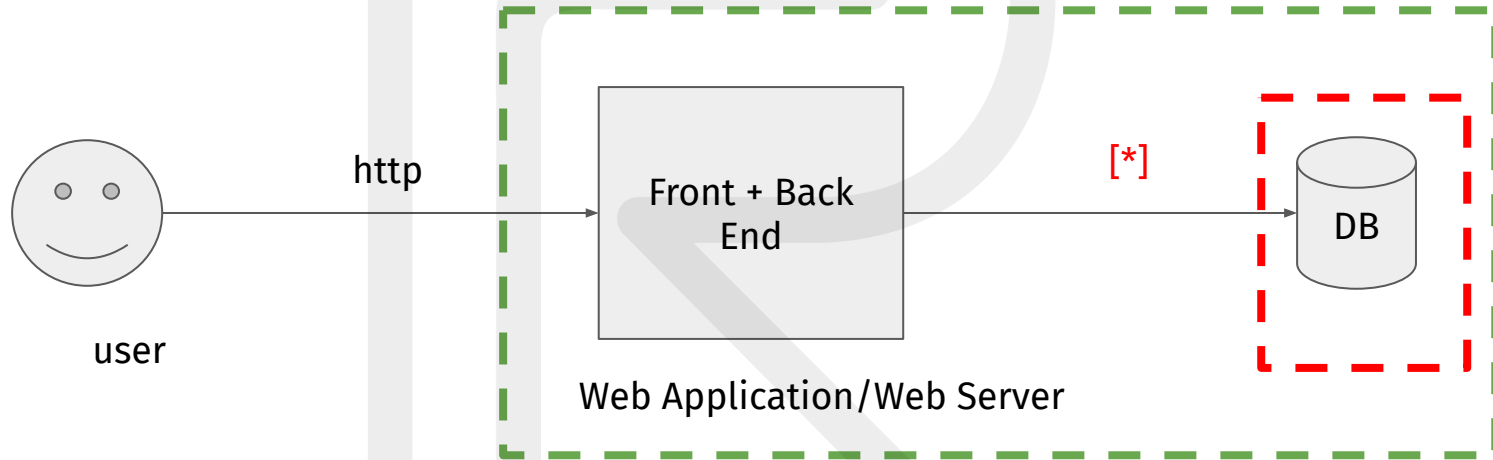 http
[*]
Front + Back
End
DB
user
Web Application/Web Server